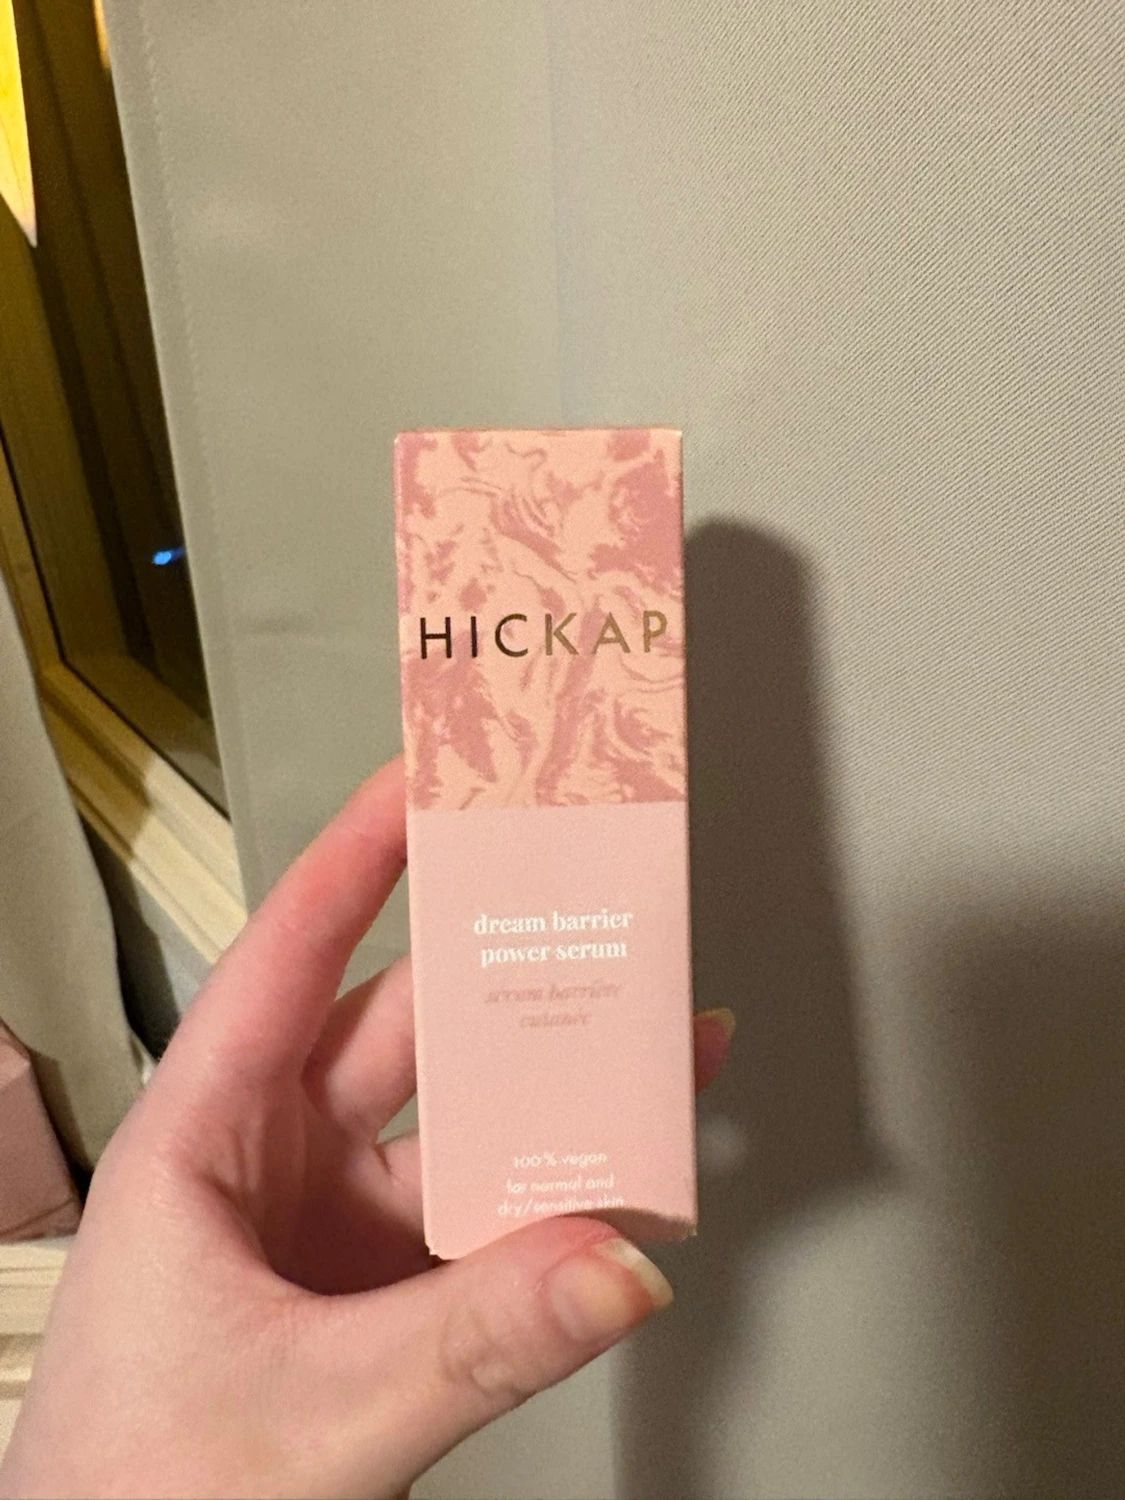 HICKAP
dream barrier
power serum
sérum barrière
cutanée
100% vegan
for normal and
dry/sensitive skin